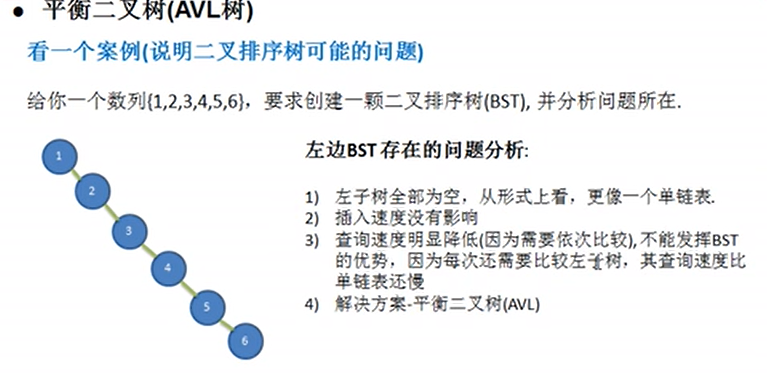 • 平衡二叉树(AVL树)
看一个案例(说明二叉排序树可能的问题)
给你一个数列{1,2,3,4,5,6}，要求创建一颗二叉排序树(BST), 并分析问题所在.
1
2
3
4
5
6
左边BST 存在的问题分析:
1) 左子树全部为空，从形式上看，更像一个单链表.
2) 插入速度没有影响
3) 查询速度明显降低(因为需要依次比较), 不能发挥BST
的优势，因为每次还需要比较左子树，其查询速度比
单链表还慢
4) 解决方案-平衡二叉树(AVL)